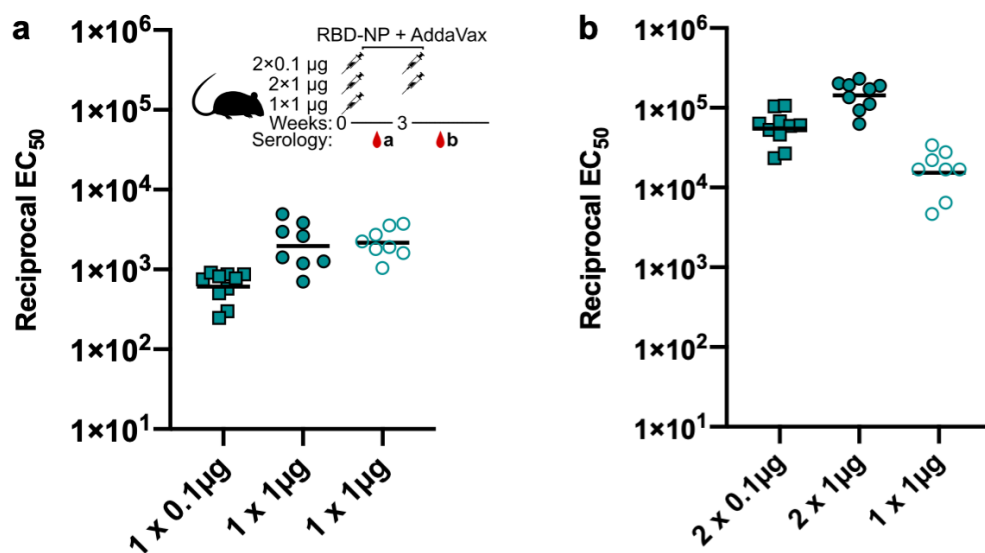 a
RBD-NP + AddaVax
2×0.1 µg
2×1 µg
1×1 µg
Weeks: 0 3
Serology: a b
Reciprocal EC₅₀
1×10⁶
1×10⁵
1×10⁴
1×10³
1×10²
1×10¹
1 x 0.1µg
1 x 1µg
1 x 1µg
b
Reciprocal EC₅₀
1×10⁶
1×10⁵
1×10⁴
1×10³
1×10²
1×10¹
2 x 0.1µg
2 x 1µg
1 x 1µg